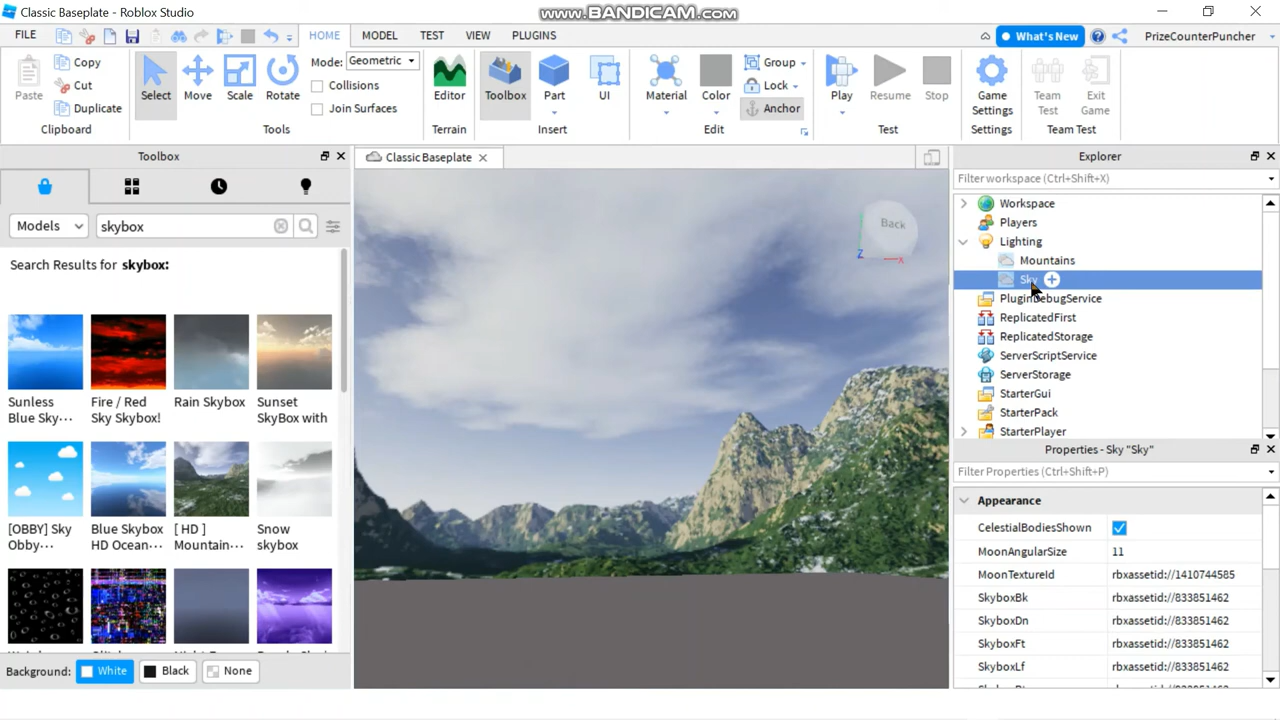 Classic Baseplate - Roblox Studio
www.BANDICAM.com
FILE HOME MODEL TEST VIEW PLUGINS What's New PrizeCounterPuncher
Paste Copy Cut Duplicate Clipboard
Select Move Scale Rotate Tools
Mode: Geometric
Collisions
Join Surfaces
Editor Terrain
Toolbox Part UI Insert
Material Color Group Lock Anchor Edit
Play Resume Stop Test
Game Settings Settings
Team Test Exit Game Team Test
Toolbox
Models skybox
Search Results for skybox:
Sunless Blue Sky···
Fire / Red Sky Skybox!
Rain Skybox
Sunset SkyBox with
[OBBY] Sky Obby···
Blue Skybox HD Ocean···
[ HD ] Mountain···
Snow skybox
Background: White Black None
Classic Baseplate
Back
Z X
Explorer
Filter workspace (Ctrl+Shift+X)
Workspace
Players
Lighting
Mountains
Sky
PluginDebugService
ReplicatedFirst
ReplicatedStorage
ServerScriptService
ServerStorage
StarterGui
StarterPack
StarterPlayer
Properties - Sky "Sky"
Filter Properties (Ctrl+Shift+P)
Appearance
CelestialBodiesShown
MoonAngularSize 11
MoonTextureId rbxassetid://1410744585
SkyboxBk rbxassetid://833851462
SkyboxDn rbxassetid://833851462
SkyboxFt rbxassetid://833851462
SkyboxLf rbxassetid://833851462